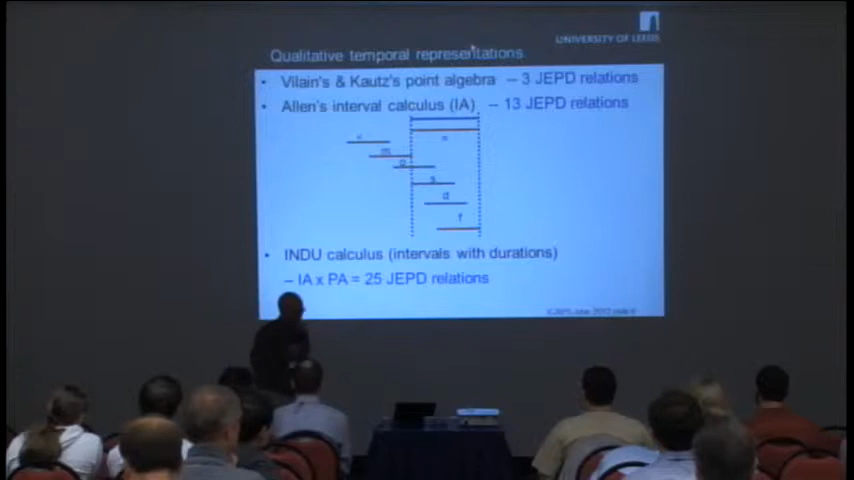 UNIVERSITY OF LEEDS
Qualitative temporal representations
• Vilain's & Kautz's point algebra – 3 JEPD relations
• Allen's interval calculus (IA) – 13 JEPD relations
=
<
m
o
s
d
f
• INDU calculus (intervals with durations)
– IA x PA = 25 JEPD relations